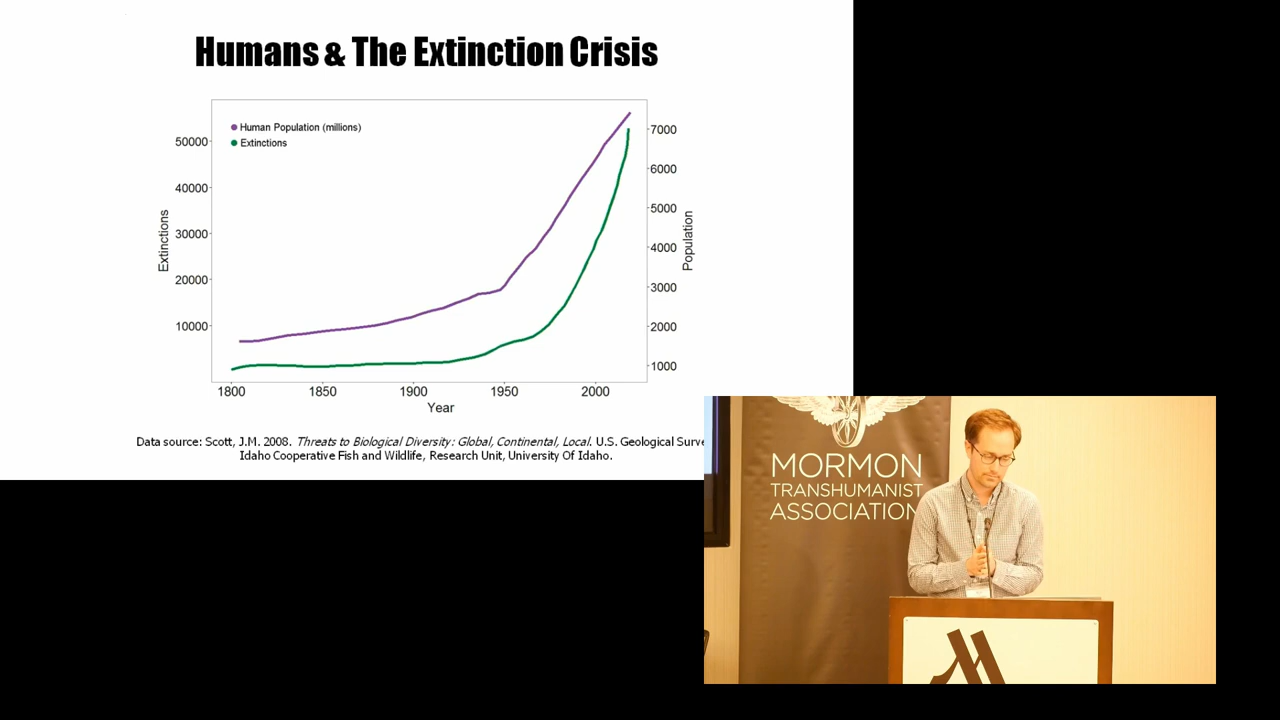 Humans & The Extinction Crisis
Human Population (millions)
Extinctions
50000
40000
30000
20000
10000
Extinctions
7000
6000
5000
4000
3000
2000
1000
Population
1800
1850
1900
1950
2000
Year
Data source: Scott, J.M. 2008. Threats to Biological Diversity: Global, Continental, Local. U.S. Geological Surve
Idaho Cooperative Fish and Wildlife, Research Unit, University Of Idaho.
MORMON
TRANSHUMANIST
ASSOCIATION